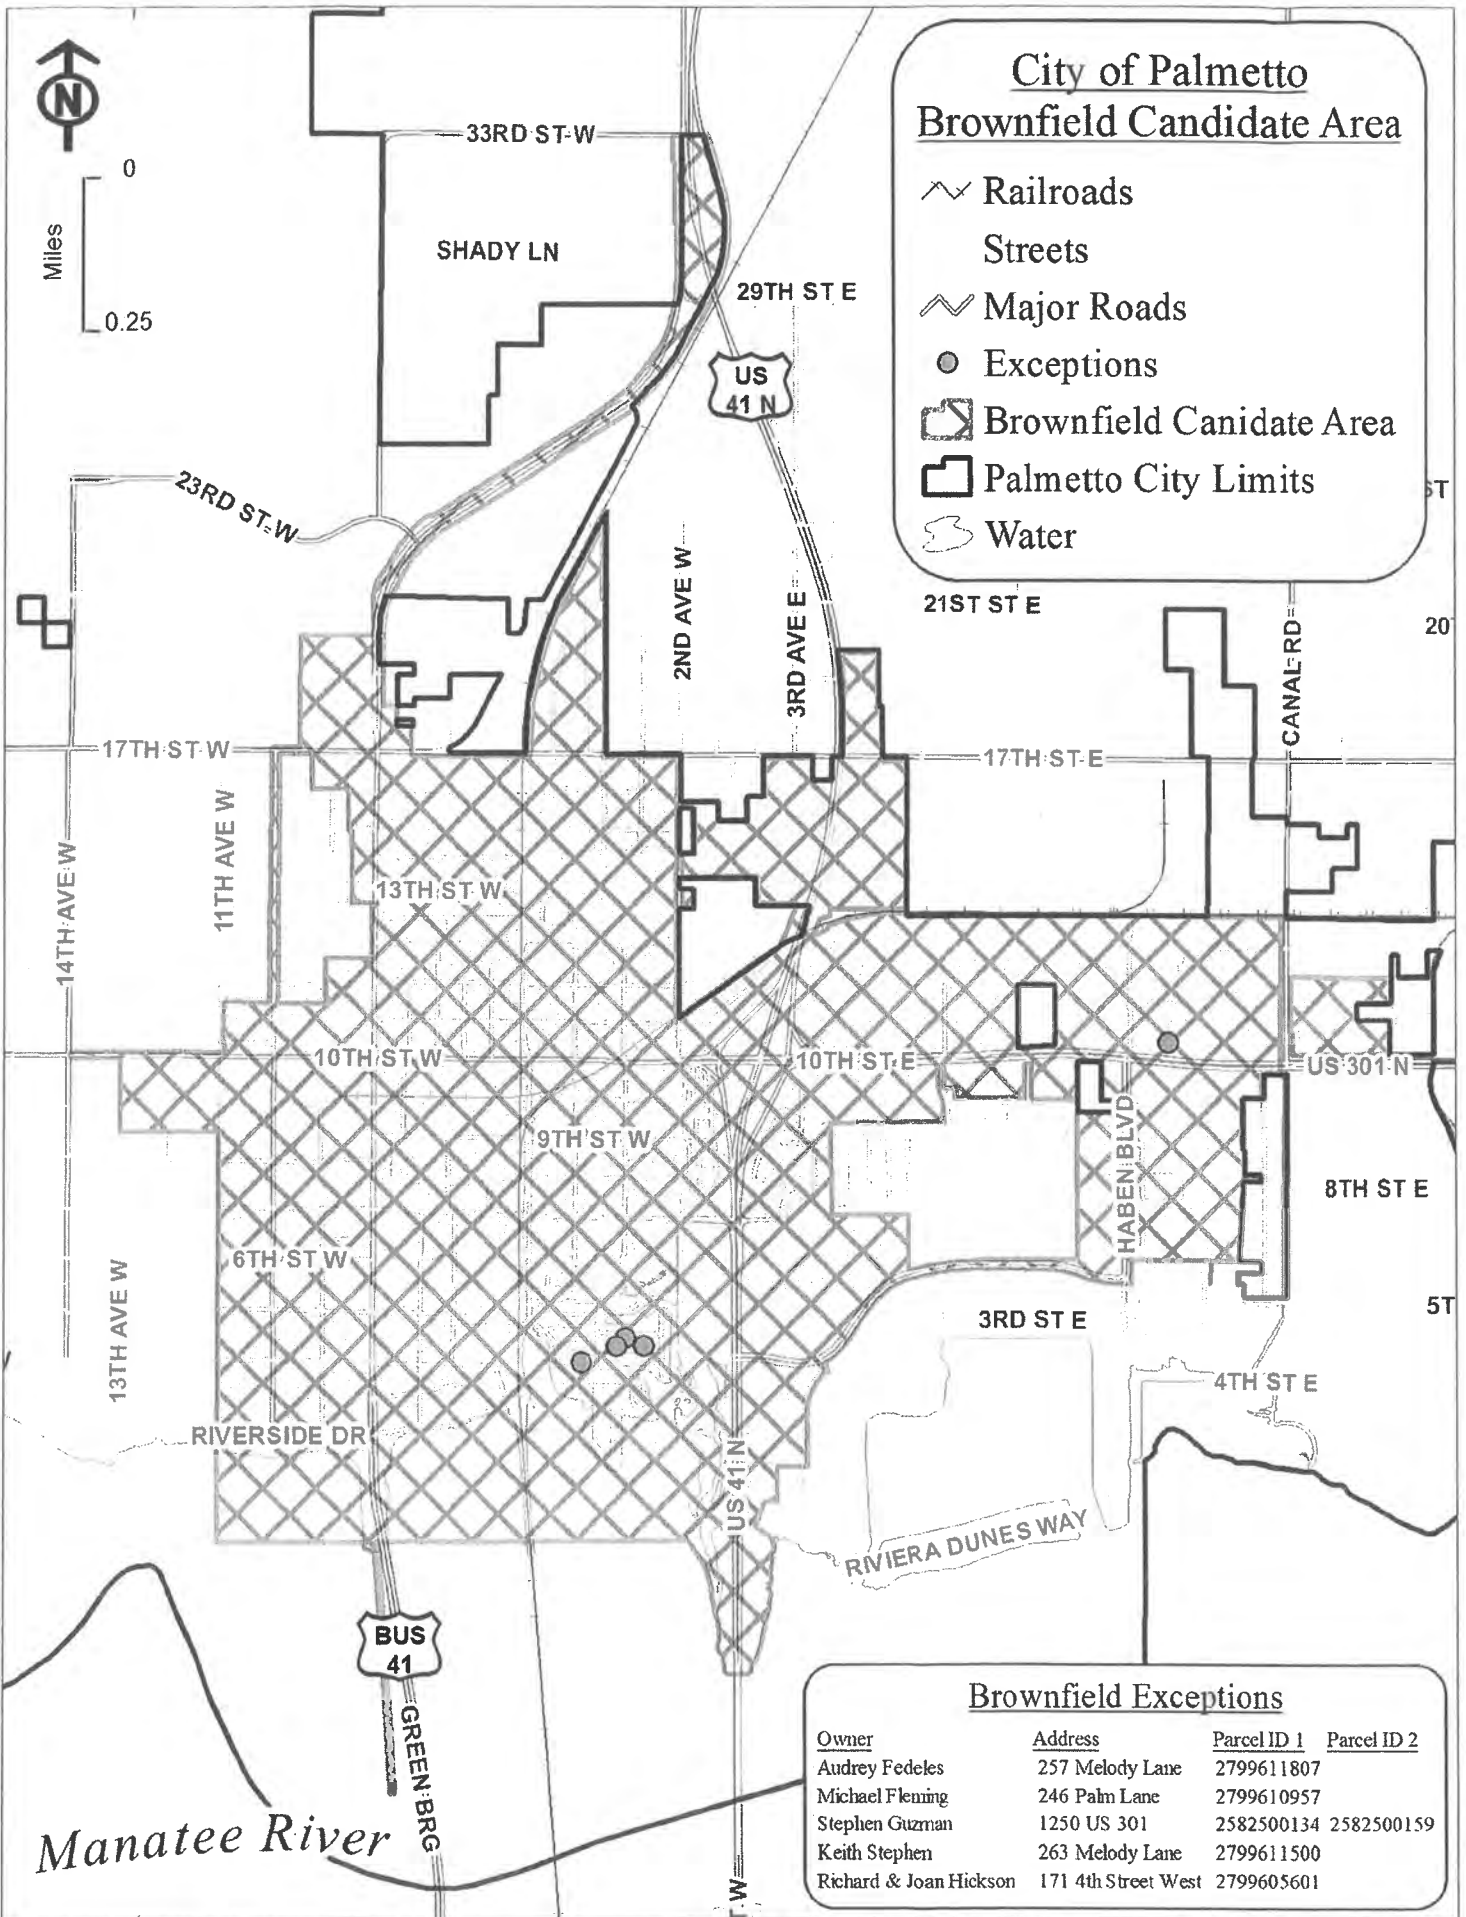 City of Palmetto
Brownfield Candidate Area
Railroads
Streets
Major Roads
Exceptions
Brownfield Canidate Area
Palmetto City Limits
Water
N
0
Miles
0.25
33RD ST W
SHADY LN
29TH ST E
US
41 N
23RD ST W
ST
2ND AVE W
3RD AVE E
21ST ST E
CANAL RD
20
17TH ST W
17TH ST E
14TH AVE W
11TH AVE W
13TH ST W
10TH ST W
10TH ST E
US 301 N
9TH ST W
HABEN BLVD
8TH ST E
6TH ST W
13TH AVE W
3RD ST E
5T
4TH ST E
RIVERSIDE DR
US 41 N
RIVIERA DUNES WAY
BUS
41
GREEN BRG
Manatee River
T W
Brownfield Exceptions
Owner Address Parcel ID 1 Parcel ID 2
Audrey Fedeles 257 Melody Lane 2799611807
Michael Fleming 246 Palm Lane 2799610957
Stephen Guzman 1250 US 301 2582500134 2582500159
Keith Stephen 263 Melody Lane 2799611500
Richard & Joan Hickson 171 4th Street West 2799605601